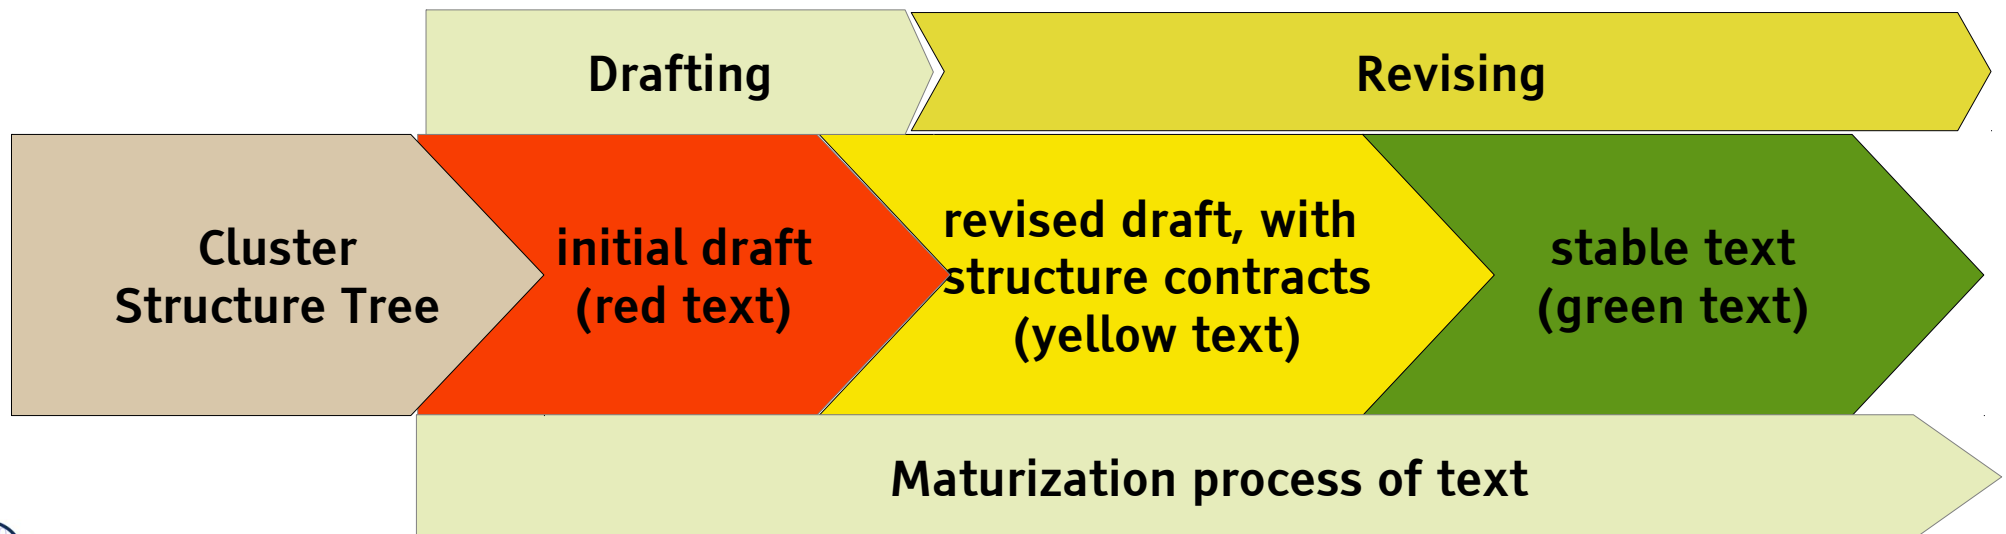 Drafting
Revising
Cluster
Structure Tree
initial draft
(red text)
revised draft, with
structure contracts
(yellow text)
stable text
(green text)
Maturization process of text